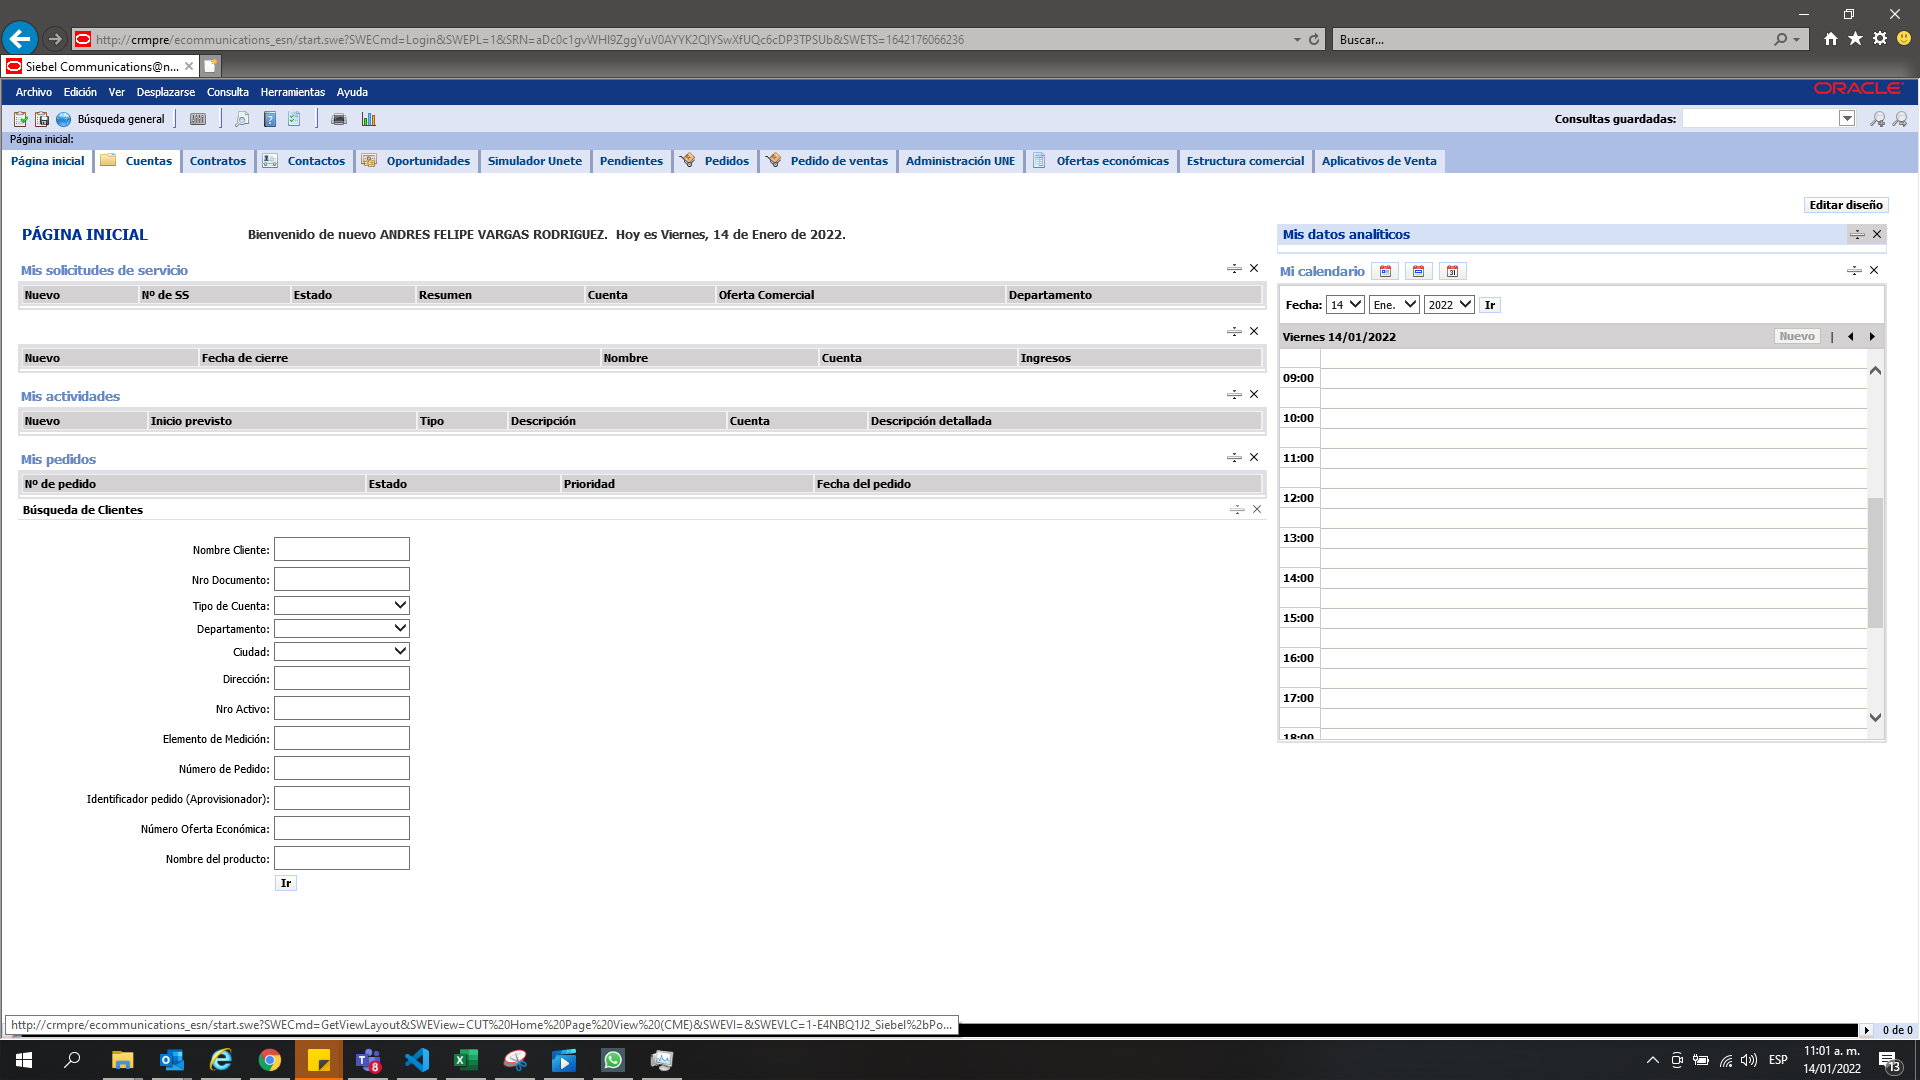 http://crmpre/ecommunications_esn/start.swe?SWECmd=Login&SWEPL=1&SRN=aDc0c1gvWHI9ZggYuV0AYYK2QIYSwXfUQc6cDP3TPSUb&SWETS=1642176066236
Buscar...
Siebel Communications@n...
Archivo Edición Ver Desplazarse Consulta Herramientas Ayuda
ORACLE
Búsqueda general
Consultas guardadas:
Página inicial:
Página inicial Cuentas Contratos Contactos Oportunidades Simulador Unete Pendientes Pedidos Pedido de ventas Administración UNE Ofertas económicas Estructura comercial Aplicativos de Venta
Editar diseño
PÁGINA INICIAL
Bienvenido de nuevo ANDRES FELIPE VARGAS RODRIGUEZ. Hoy es Viernes, 14 de Enero de 2022.
Mis solicitudes de servicio
Nuevo Nº de SS Estado Resumen Cuenta Oferta Comercial Departamento
Nuevo Fecha de cierre Nombre Cuenta Ingresos
Mis actividades
Nuevo Inicio previsto Tipo Descripción Cuenta Descripción detallada
Mis pedidos
Nº de pedido Estado Prioridad Fecha del pedido
Búsqueda de Clientes
Nombre Cliente:
Nro Documento:
Tipo de Cuenta:
Departamento:
Ciudad:
Dirección:
Nro Activo:
Elemento de Medición:
Número de Pedido:
Identificador pedido (Aprovisionador):
Número Oferta Económica:
Nombre del producto:
Ir
Mis datos analíticos
Mi calendario
31
Fecha: 14 Ene. 2022 Ir
Viernes 14/01/2022 Nuevo |
09:00
10:00
11:00
12:00
13:00
14:00
15:00
16:00
17:00
18:00
http://crmpre/ecommunications_esn/start.swe?SWECmd=GetViewLayout&SWEView=CUT%20Home%20Page%20View%20(CME)&SWEVI=&SWEVLC=1-E4NBQ1J2_Siebel%2bPo...
0 de 0
8
ESP
11:01 a. m.
14/01/2022
13